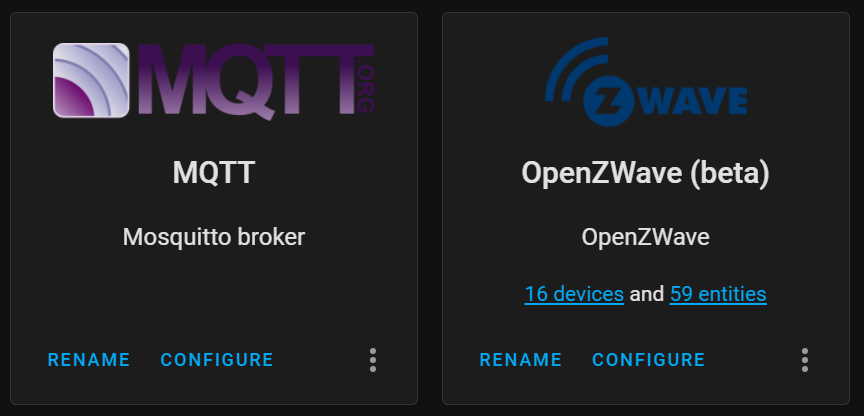 MQTT.ORG
MQTT
Mosquitto broker
RENAME CONFIGURE
Z WAVE
OpenZWave (beta)
OpenZWave
16 devices and 59 entities
RENAME CONFIGURE